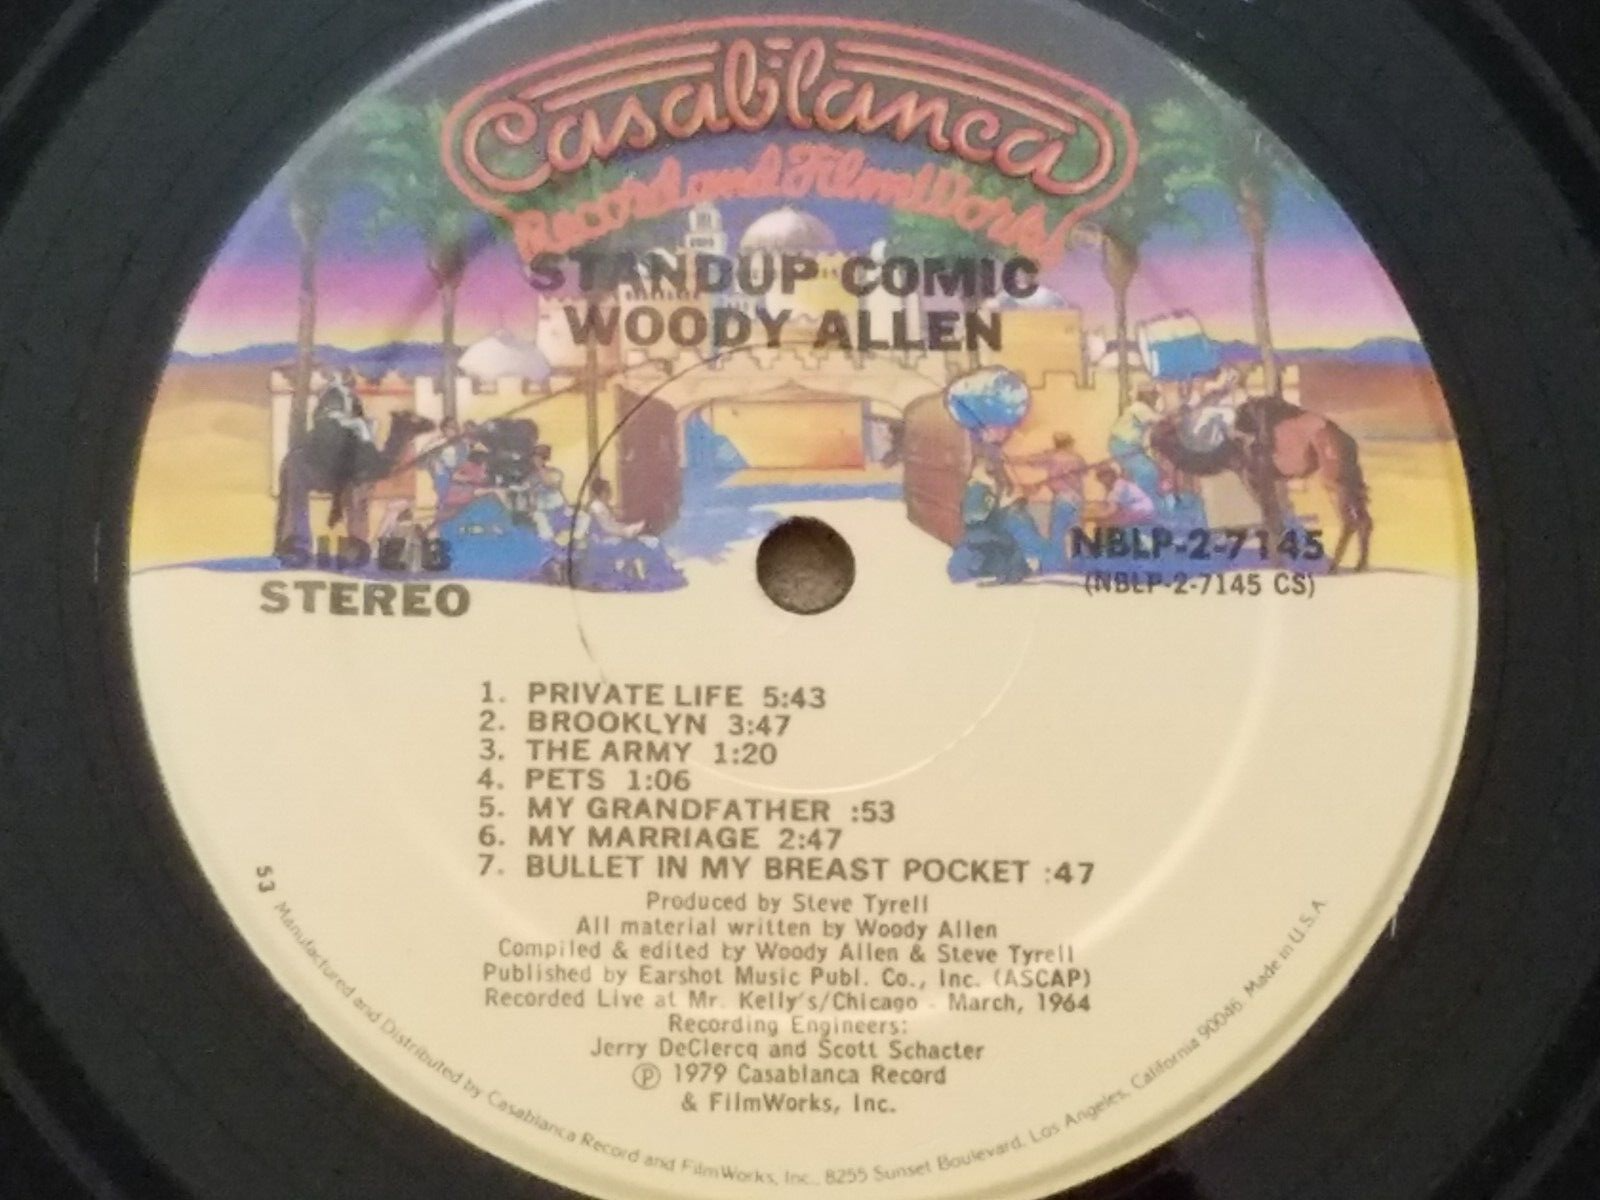 Casablanca
Record and FilmWorks
STANDUP COMIC
WOODY ALLEN
SIDE 3
STEREO
NBLP-2-7145
(NBLP-2-7145 CS)
1. PRIVATE LIFE 5:43
2. BROOKLYN 3:47
3. THE ARMY 1:20
4. PETS 1:06
5. MY GRANDFATHER :53
6. MY MARRIAGE 2:47
7. BULLET IN MY BREAST POCKET :47
Produced by Steve Tyrell
All material written by Woody Allen
Compiled & edited by Woody Allen & Steve Tyrell
Published by Earshot Music Publ. Co., Inc. (ASCAP)
Recorded Live at Mr. Kelly's/Chicago - March, 1964
Recording Engineers:
Jerry DeClercq and Scott Schacter
℗ 1979 Casablanca Record
& FilmWorks, Inc.
53 Manufactured and Distributed by Casablanca Record and FilmWorks, Inc., 8255 Sunset Boulevard, Los Angeles, California 90046 Made in U.S.A.